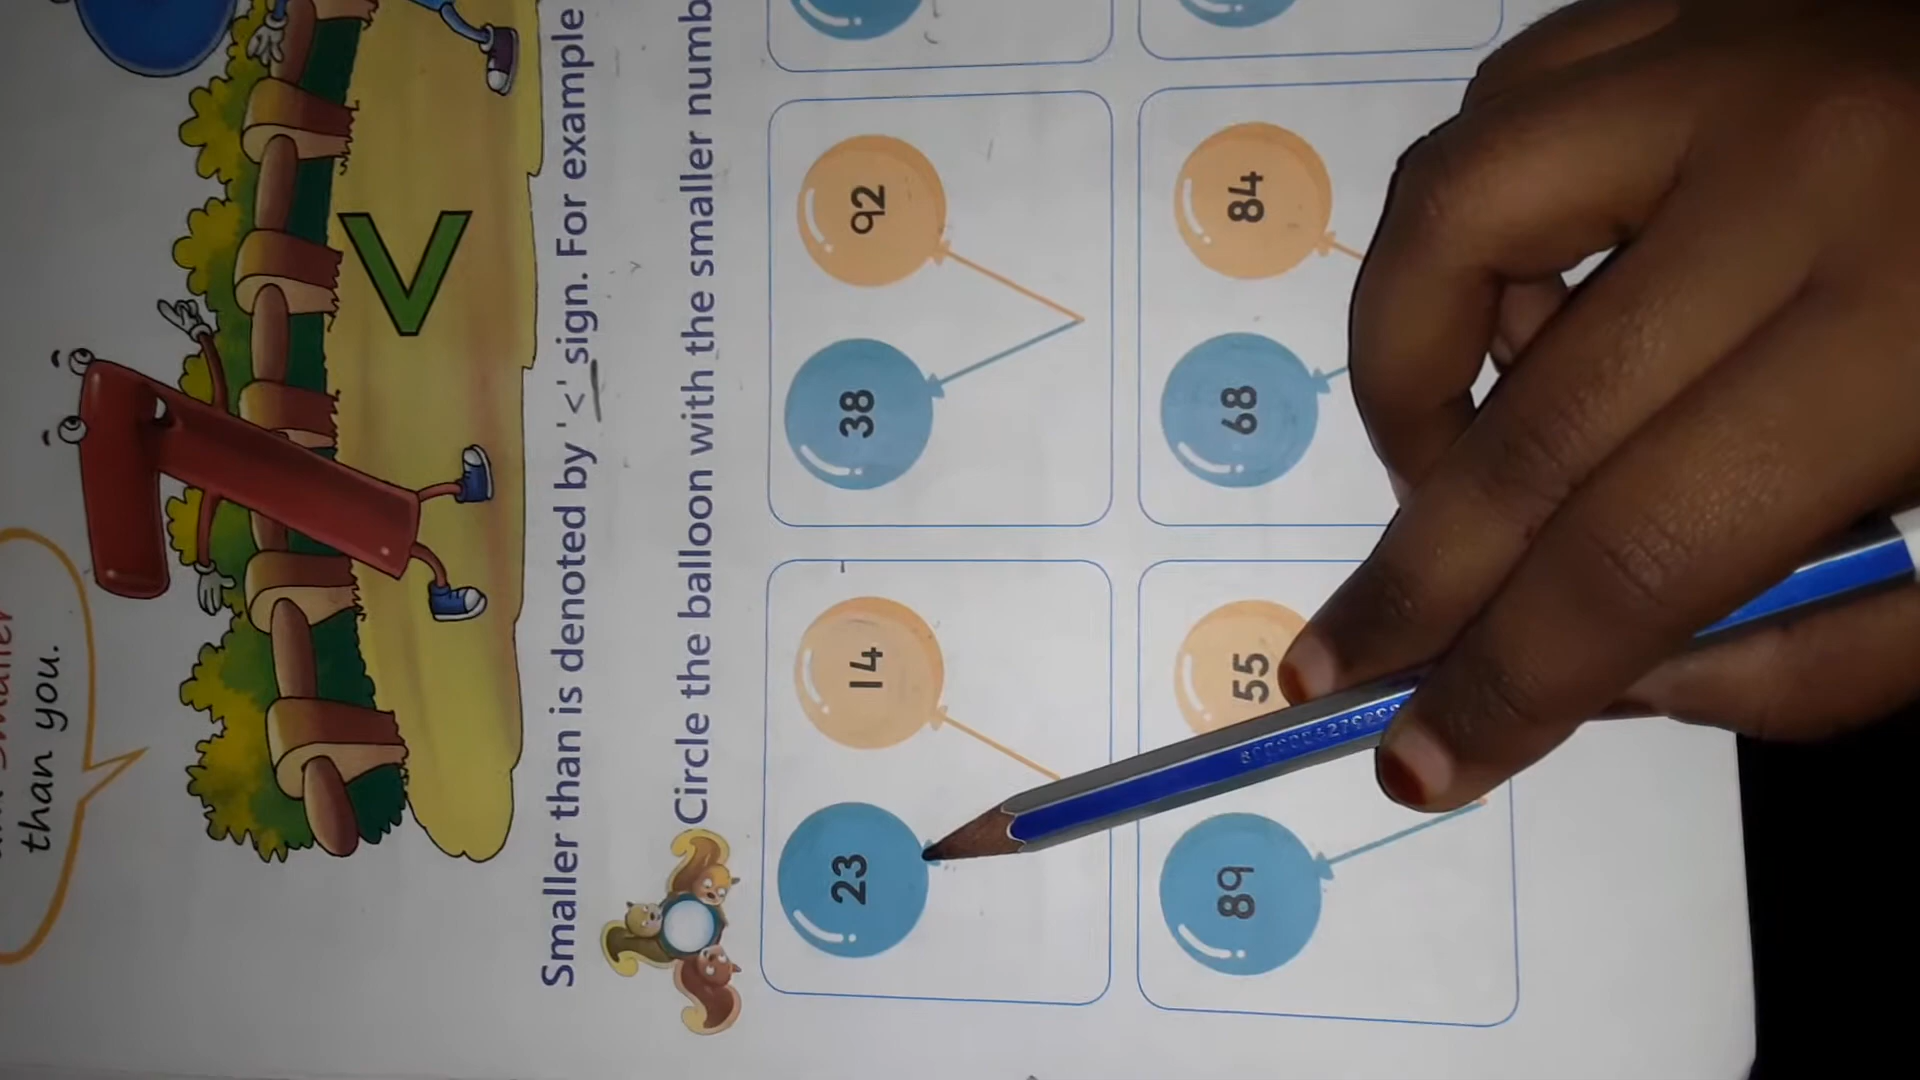 than you.
<
Smaller than is denoted by '<' sign. For example
Circle the balloon with the smaller
23 14
38 92
89 55
68 84